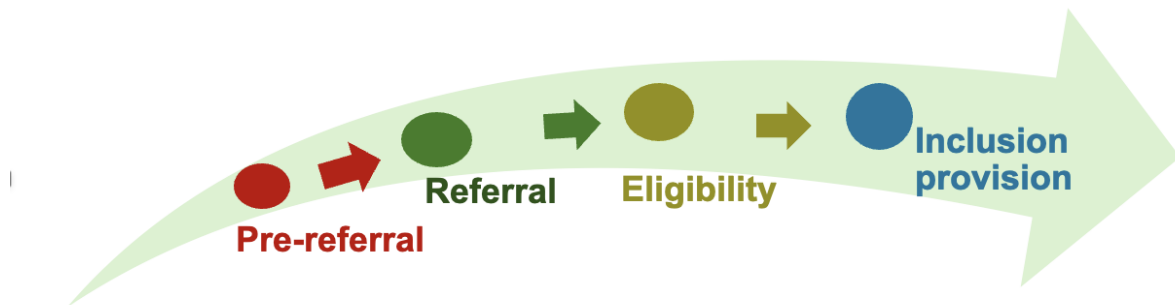 Pre-referral
Referral
Eligibility
Inclusion
provision